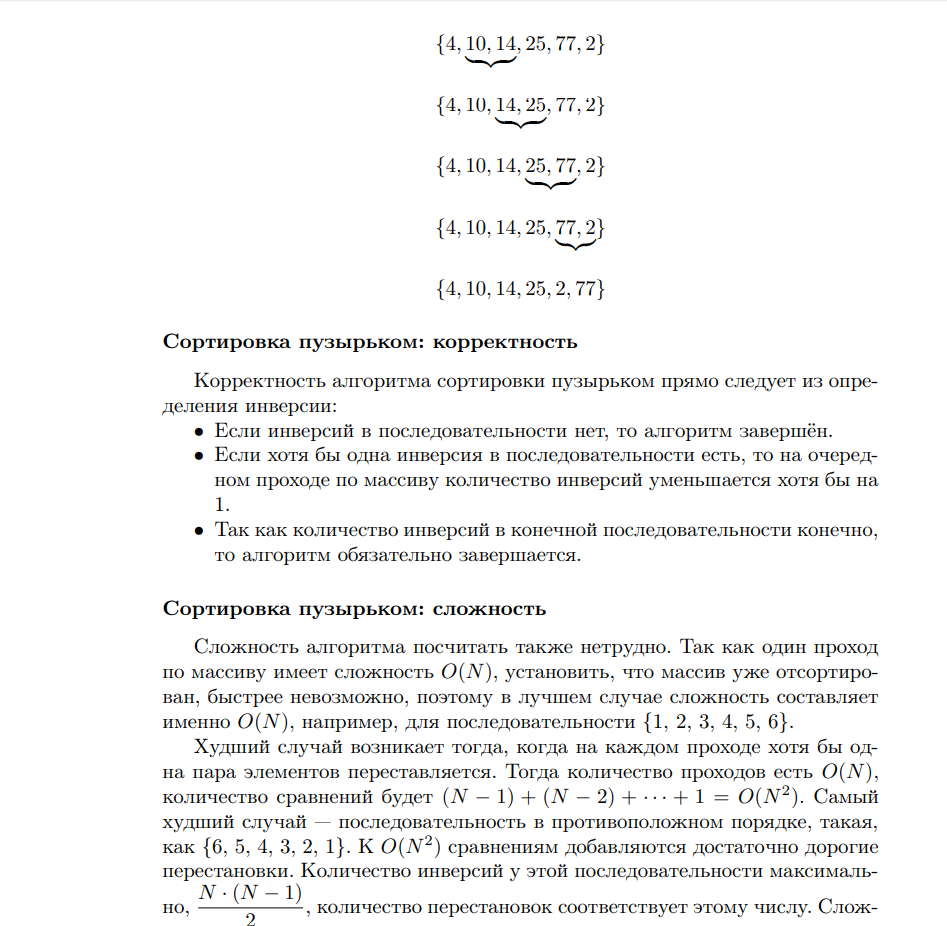 {4, 10, 14, 25, 77, 2}
{4, 10, 14, 25, 77, 2}
{4, 10, 14, 25, 77, 2}
{4, 10, 14, 25, 77, 2}
{4, 10, 14, 25, 2, 77}
Сортировка пузырьком: корректность
Корректность алгоритма сортировки пузырьком прямо следует из опре-
деления инверсии:
• Если инверсий в последовательности нет, то алгоритм завершён.
• Если хотя бы одна инверсия в последовательности есть, то на очеред-
ном проходе по массиву количество инверсий уменьшается хотя бы на
1.
• Так как количество инверсий в конечной последовательности конечно,
то алгоритм обязательно завершается.
Сортировка пузырьком: сложность
Сложность алгоритма посчитать также нетрудно. Так как один проход
по массиву имеет сложность O(N), установить, что массив уже отсортиро-
ван, быстрее невозможно, поэтому в лучшем случае сложность составляет
именно O(N), например, для последовательности {1, 2, 3, 4, 5, 6}.
Худший случай возникает тогда, когда на каждом проходе хотя бы од-
на пара элементов переставляется. Тогда количество проходов есть O(N),
количество сравнений будет (N − 1) + (N − 2) + ··· + 1 = O(N²). Самый
худший случай — последовательность в противоположном порядке, такая,
как {6, 5, 4, 3, 2, 1}. К O(N²) сравнениям добавляются достаточно дорогие
перестановки. Количество инверсий у этой последовательности максималь-
но, N · (N − 1) / 2, количество перестановок соответствует этому числу. Слож-